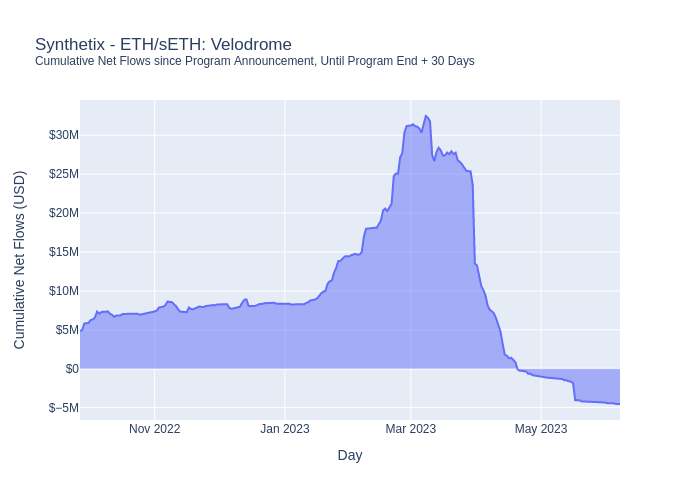 Synthetix - ETH/sETH: Velodrome
Cumulative Net Flows since Program Announcement, Until Program End + 30 Days
Cumulative Net Flows (USD)
$30M
$25M
$20M
$15M
$10M
$5M
$0
$−5M
Nov 2022
Jan 2023
Mar 2023
May 2023
Day